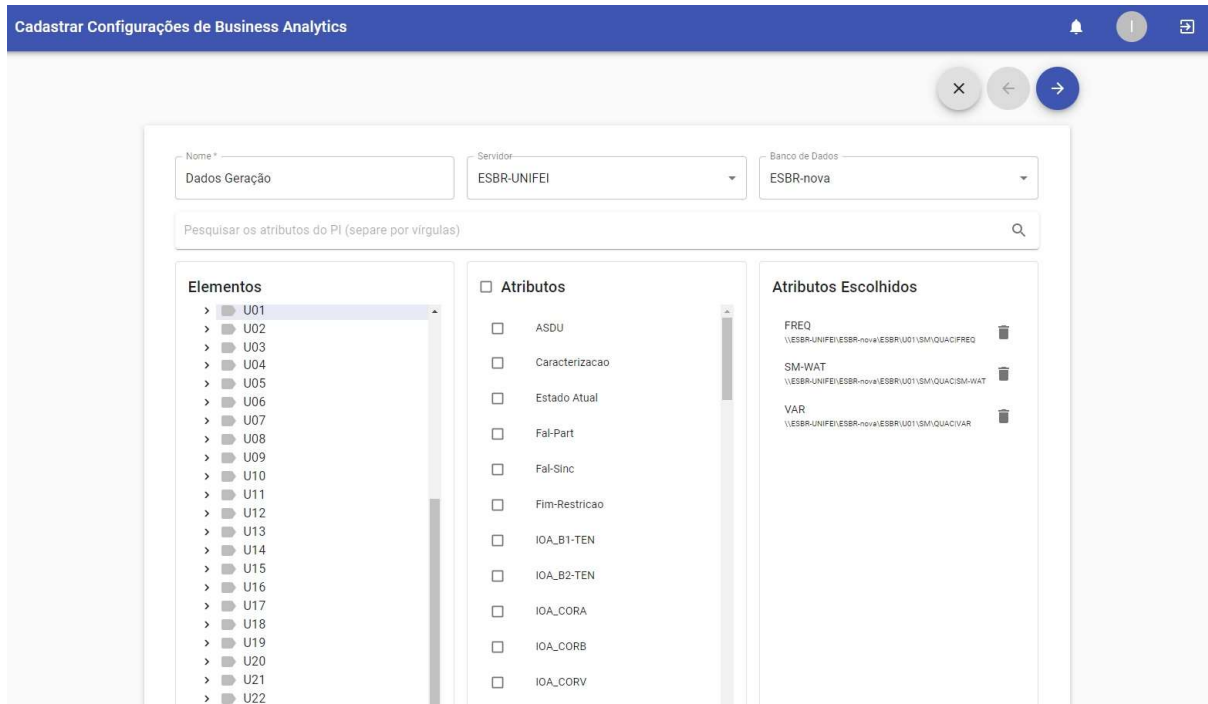 Cadastrar Configurações de Business Analytics
I
Nome *
Dados Geração
Servidor
ESBR-UNIFEI
Banco de Dados
ESBR-nova
Pesquisar os atributos do PI (separe por vírgulas)
Elementos
U01
U02
U03
U04
U05
U06
U07
U08
U09
U10
U11
U12
U13
U14
U15
U16
U17
U18
U19
U20
U21
U22
Atributos
ASDU
Caracterizacao
Estado Atual
Fal-Part
Fal-Sinc
Fim-Restricao
IOA_B1-TEN
IOA_B2-TEN
IOA_CORA
IOA_CORB
IOA_CORV
Atributos Escolhidos
FREQ
\\ESBR-UNIFEI\ESBR-nova\ESBR\U01\SM\QUAC|FREQ
SM-WAT
\\ESBR-UNIFEI\ESBR-nova\ESBR\U01\SM\QUAC|SM-WAT
VAR
\\ESBR-UNIFEI\ESBR-nova\ESBR\U01\SM\QUAC|VAR